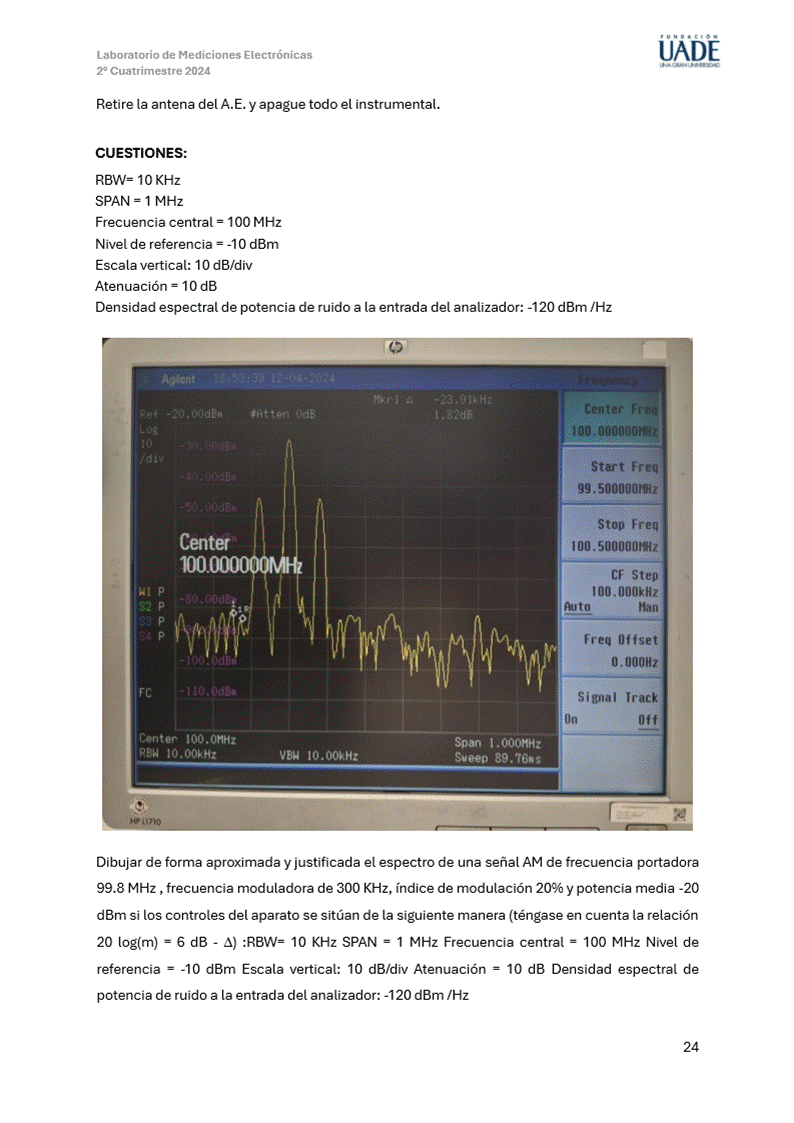 Laboratorio de Mediciones Electrónicas
2º Cuatrimestre 2024
FUNDACIÓN
UADE
UNA GRAN UNIVERSIDAD
Retire la antena del A.E. y apague todo el instrumental.
CUESTIONES:
RBW= 10 KHz
SPAN = 1 MHz
Frecuencia central = 100 MHz
Nivel de referencia = -10 dBm
Escala vertical: 10 dB/div
Atenuación = 10 dB
Densidad espectral de potencia de ruido a la entrada del analizador: -120 dBm /Hz
hp
Agilent 18:53:39 12-04-2024
Frequency
Mkr1 Δ -23.91kHz
1.82dB
Ref -20.00dBm #Atten 0dB
Log
10
/div
-30.00dBm
-40.00dBm
-50.00dBm
Center
100.000000MHz
-80.00dBm
-100.0dBm
-110.0dBm
1R
W1 P
S2 P
S3 P
S4 P
FC
Center 100.0MHz
Span 1.000MHz
RBW 10.00kHz
VBW 10.00kHz
Sweep 89.76ms
Center Freq
100.000000MHz
Start Freq
99.500000MHz
Stop Freq
100.500000MHz
CF Step
100.000kHz
Auto Man
Freq Offset
0.000Hz
Signal Track
On Off
HP L1710
Dibujar de forma aproximada y justificada el espectro de una señal AM de frecuencia portadora
99.8 MHz , frecuencia moduladora de 300 KHz, índice de modulación 20% y potencia media -20
dBm si los controles del aparato se sitúan de la siguiente manera (téngase en cuenta la relación
20 log(m) = 6 dB - Δ) :RBW= 10 KHz SPAN = 1 MHz Frecuencia central = 100 MHz Nivel de
referencia = -10 dBm Escala vertical: 10 dB/div Atenuación = 10 dB Densidad espectral de
potencia de ruido a la entrada del analizador: -120 dBm /Hz
24